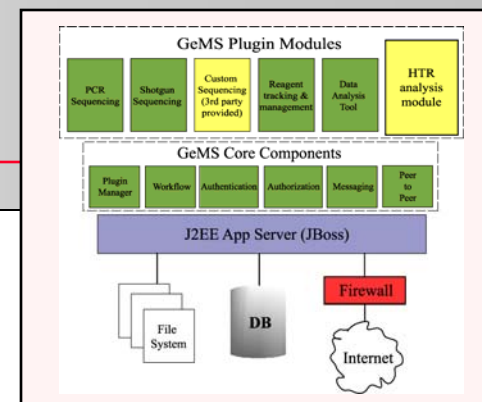 GeMS Plugin Modules
PCR
Sequencing
Shotgun
Sequencing
Custom
Sequencing
(3rd party
provided)
Reagent
tracking &
management
Data
Analysis
Tool
HTR
analysis
module
GeMS Core Components
Plugin
Manager
Workflow
Authentication
Authorization
Messaging
Peer
to
Peer
J2EE App Server (JBoss)
File
System
DB
Firewall
Internet